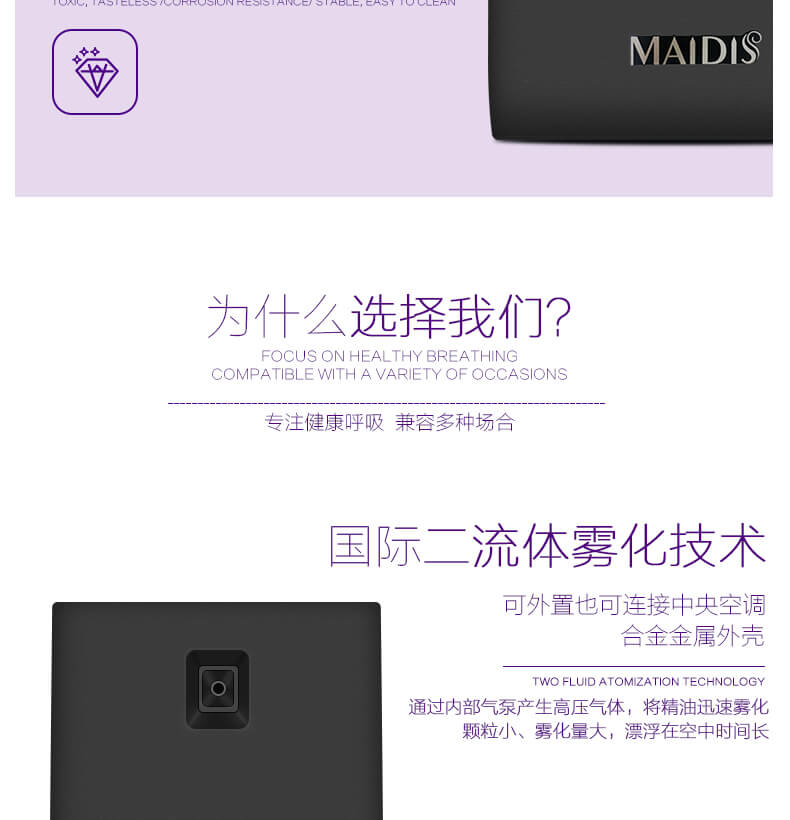 TOXIC, TASTELESS /CORROSION RESISTANCE/ STABLE, EASY TO CLEAN
MAIDIS
为什么选择我们?
FOCUS ON HEALTHY BREATHING
COMPATIBLE WITH A VARIETY OF OCCASIONS
专注健康呼吸 兼容多种场合
国际二流体雾化技术
可外置也可连接中央空调
合金金属外壳
TWO FLUID ATOMIZATION TECHNOLOGY
通过内部气泵产生高压气体，将精油迅速雾化
颗粒小、雾化量大，漂浮在空中时间长